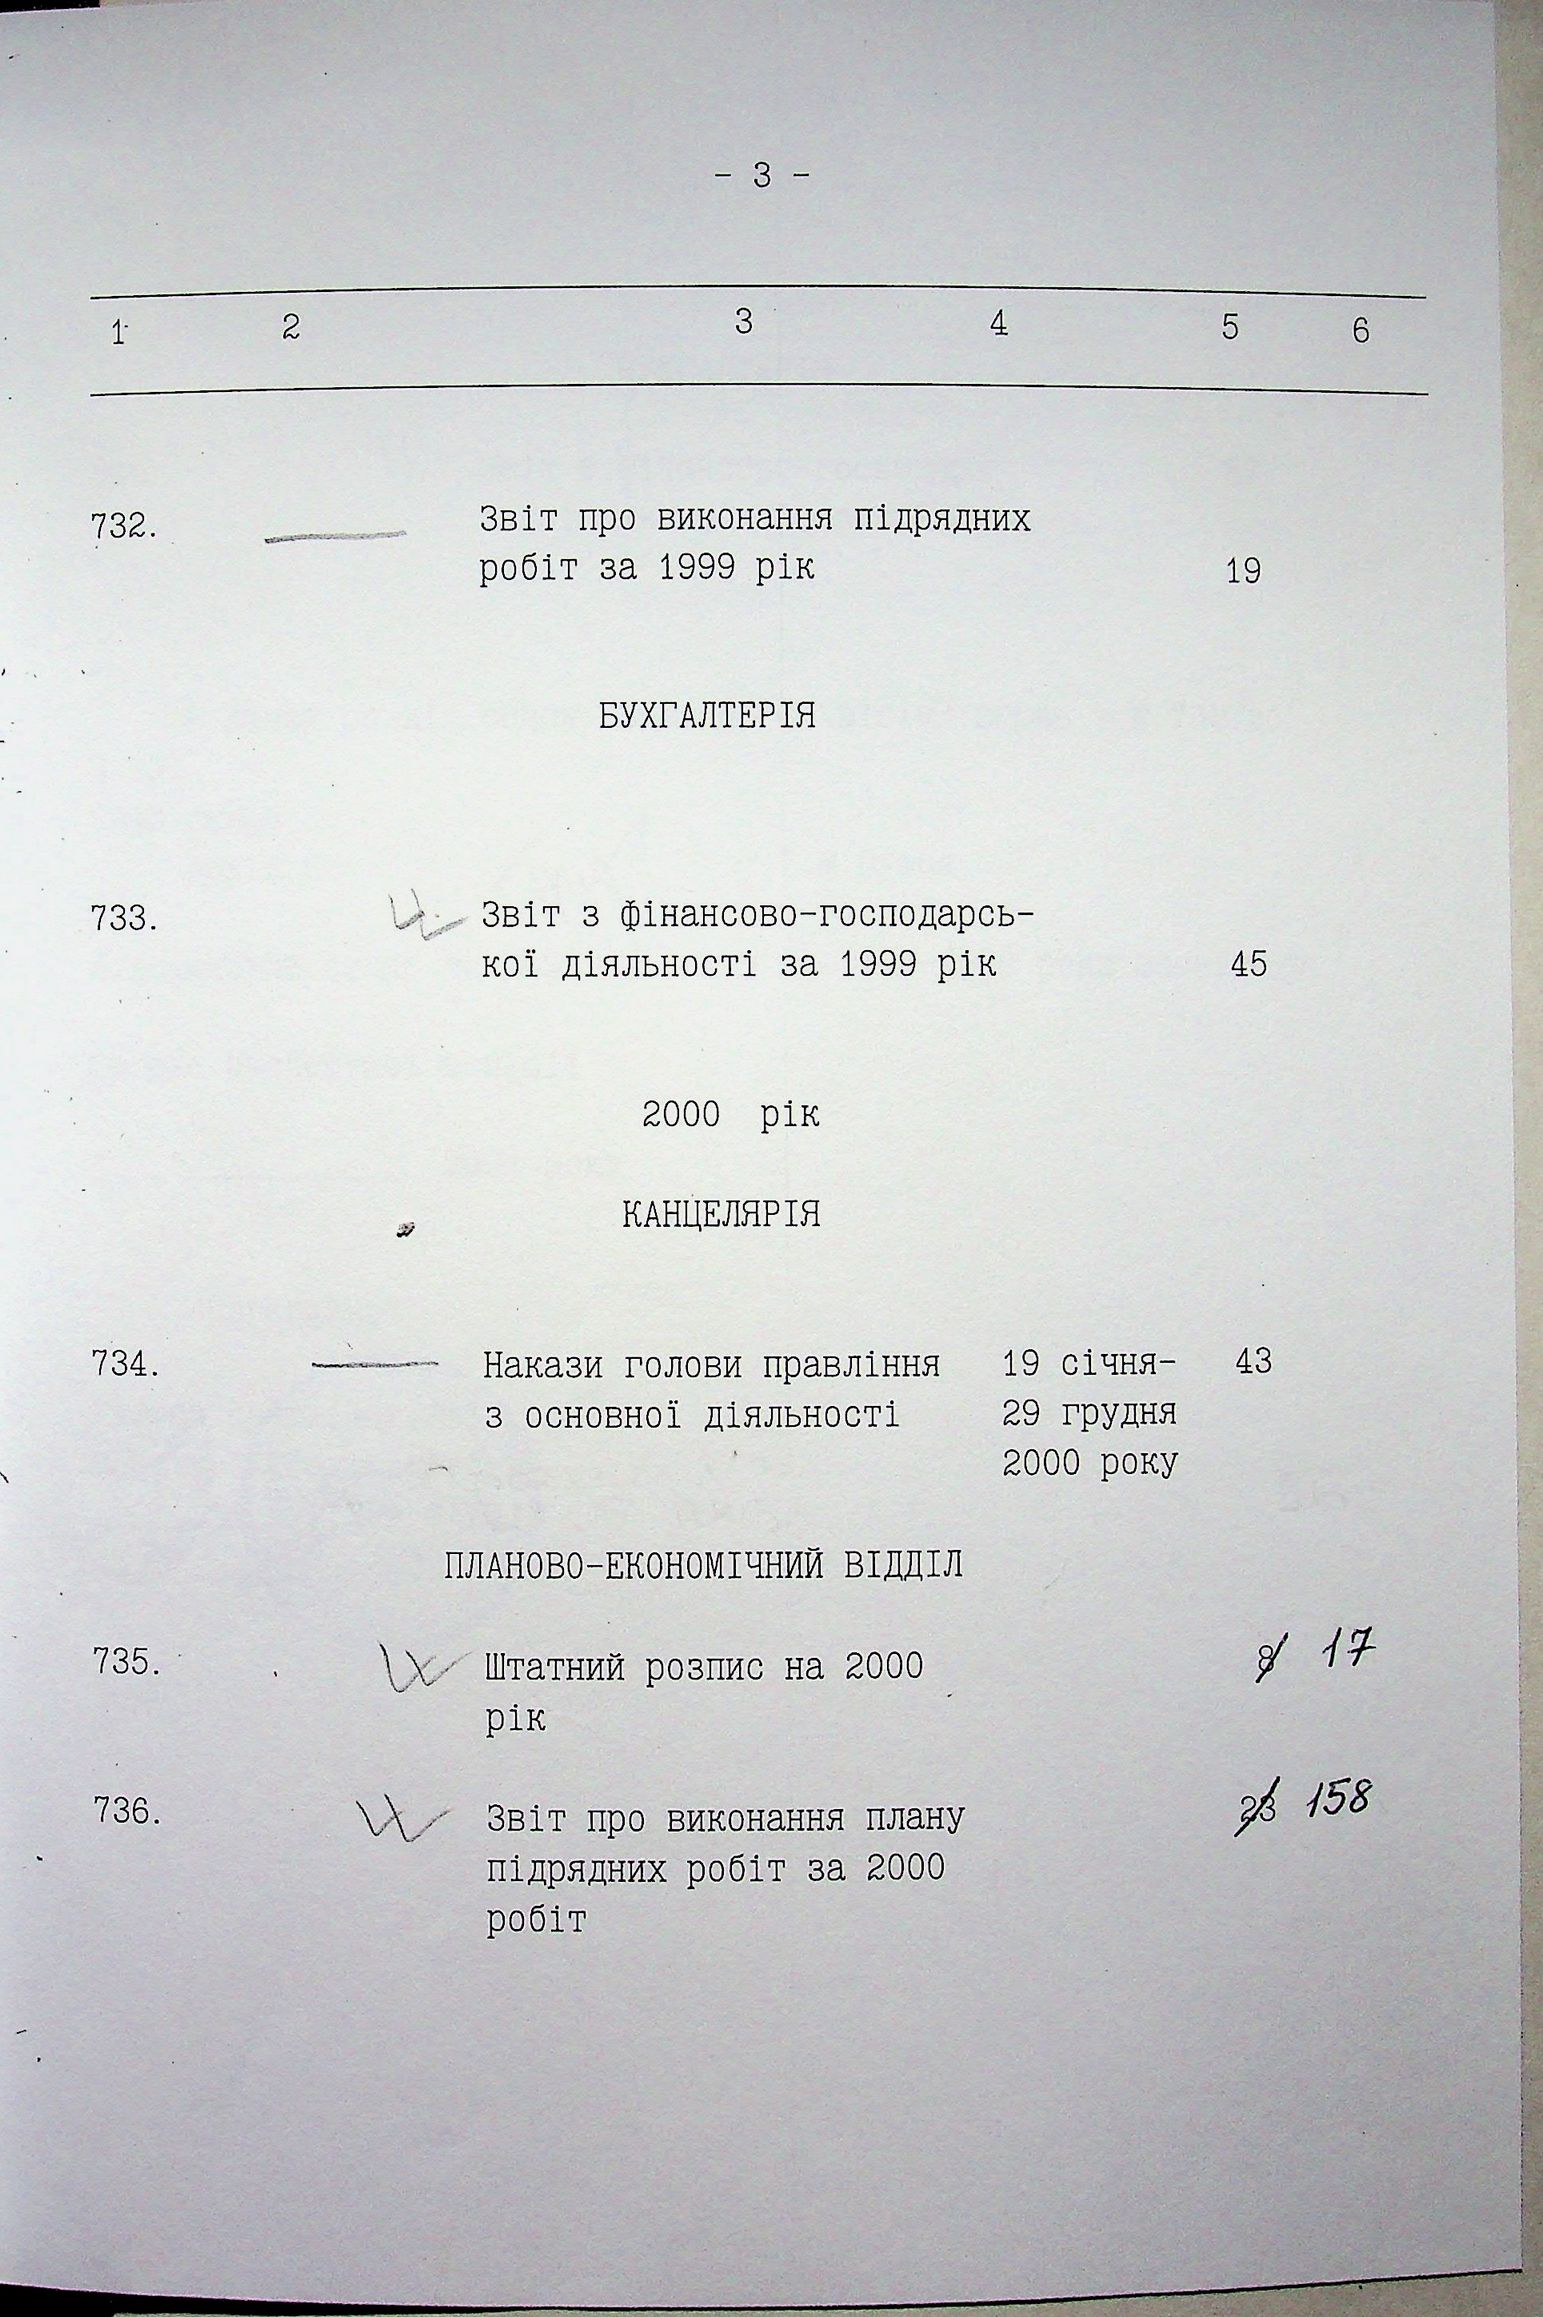 - 3 -
1 2 3 4 5 6
732. Звіт про виконання підрядних
робіт за 1999 рік 19
БУХГАЛТЕРІЯ
733. Звіт з фінансово-господарсь-
кої діяльності за 1999 рік 45
2000 рік
КАНЦЕЛЯРІЯ
734. Накази голови правління 19 січня- 43
з основної діяльності 29 грудня
2000 року
ПЛАНОВО-ЕКОНОМІЧНИЙ ВІДДІЛ
735. Штатний розпис на 2000 8 17
рік
736. Звіт про виконання плану 23 158
підрядних робіт за 2000
робіт